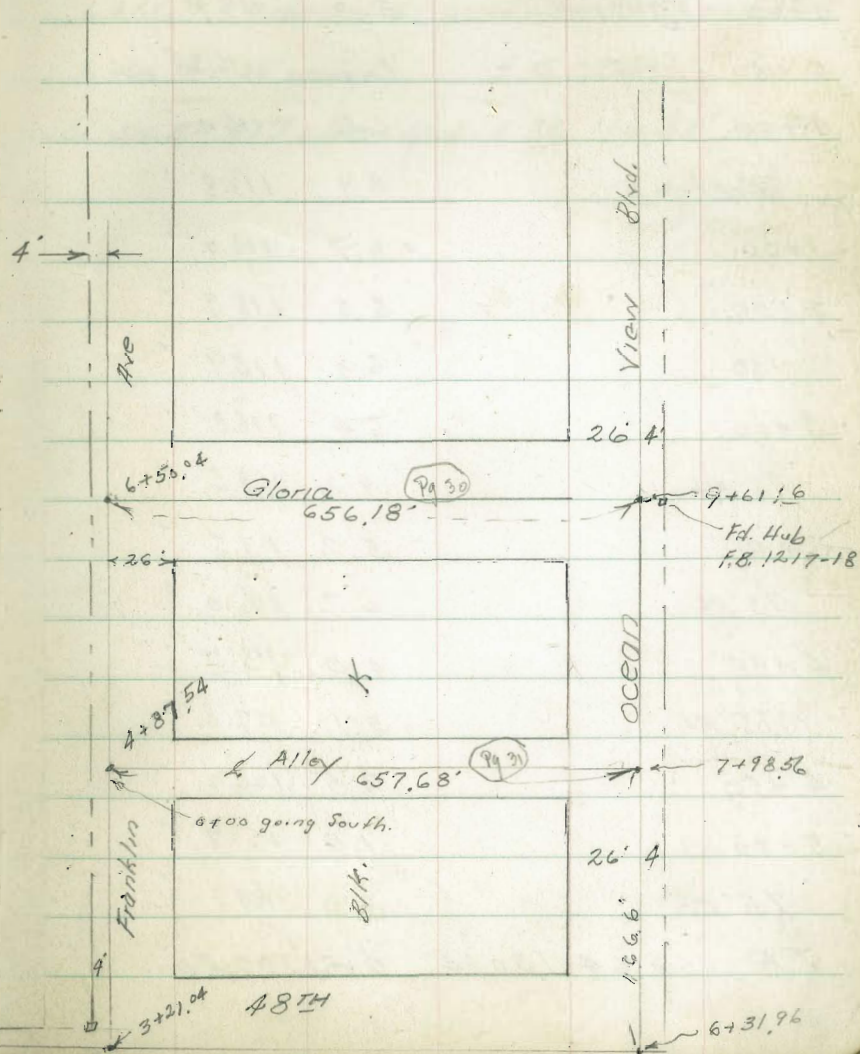 4'
Ave
View Blvd.
26' 4'
6+50.04
Gloria
Pg 30
656.18'
9+61.16
Fd. Hub
F.B. 1217-18
26'
K
ocean
4+87.54
Alley
Pg 31
657.68'
7+98.56
0+00 going South.
Franklin
Blk.
26' 4
166.6'
4'
3+21.04
48TH
6+31.96